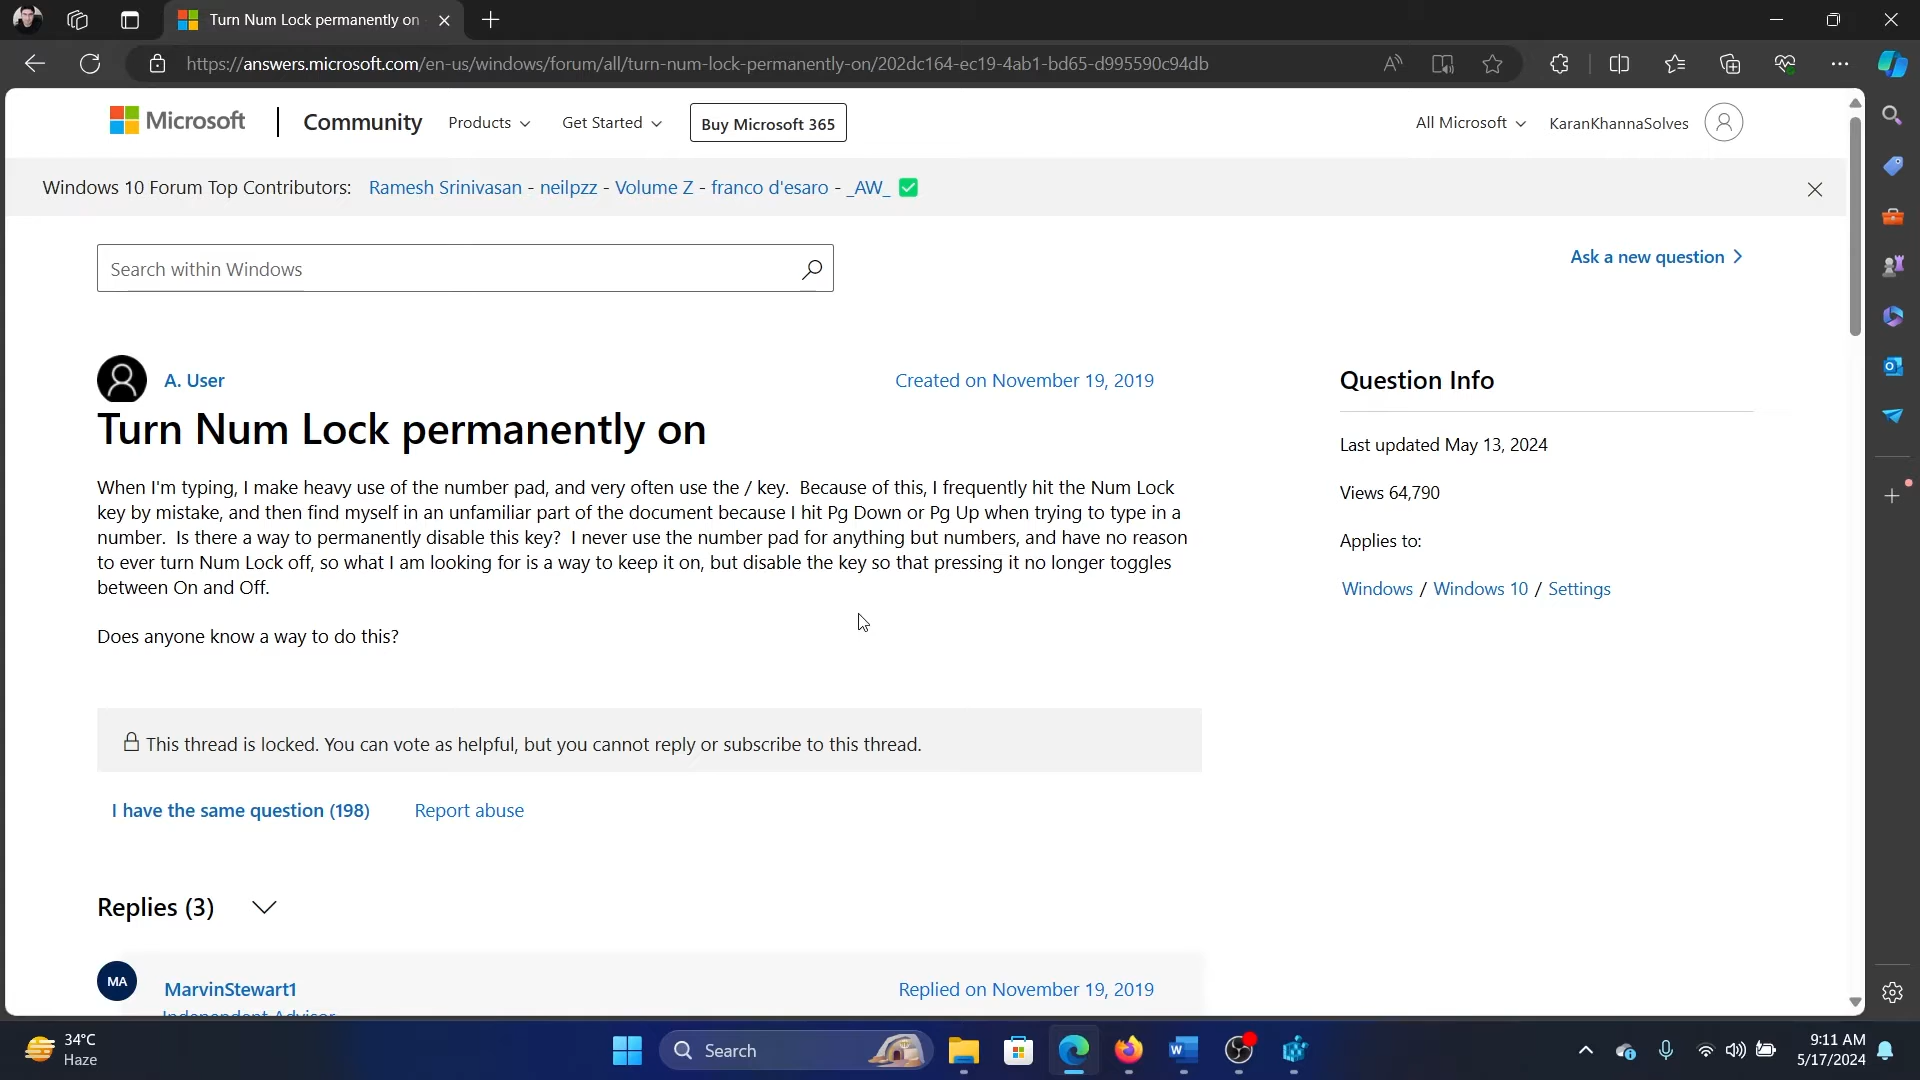 Turn Num Lock permanently on
https://answers.microsoft.com/en-us/windows/forum/all/turn-num-lock-permanently-on/202dc164-ec19-4ab1-bd65-d995590c94db
Microsoft Community Products Get Started Buy Microsoft 365 All Microsoft KaranKhannaSolves
Windows 10 Forum Top Contributors: Ramesh Srinivasan - neilpzz - Volume Z - franco d'esaro - _AW_ ✅
Search within Windows
Ask a new question
A. User
Created on November 19, 2019
Turn Num Lock permanently on
When I'm typing, I make heavy use of the number pad, and very often use the / key.  Because of this, I frequently hit the Num Lock
key by mistake, and then find myself in an unfamiliar part of the document because I hit Pg Down or Pg Up when trying to type in a
number.  Is there a way to permanently disable this key?  I never use the number pad for anything but numbers, and have no reason
to ever turn Num Lock off, so what I am looking for is a way to keep it on, but disable the key so that pressing it no longer toggles
between On and Off.
Does anyone know a way to do this?
This thread is locked. You can vote as helpful, but you cannot reply or subscribe to this thread.
I have the same question (198) Report abuse
Question Info
Last updated May 13, 2024
Views 64,790
Applies to:
Windows / Windows 10 / Settings
Replies (3)
MA
MarvinStewart1
Replied on November 19, 2019
Independent Advisor
34°C
Haze
Search
9:11 AM
5/17/2024